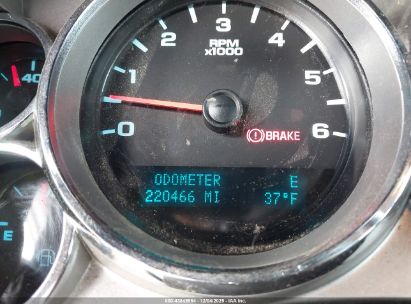 40
3
2
4
1
5
0
6
RPM
x1000
BRAKE
ODOMETER E
220466 MI 37°F
E